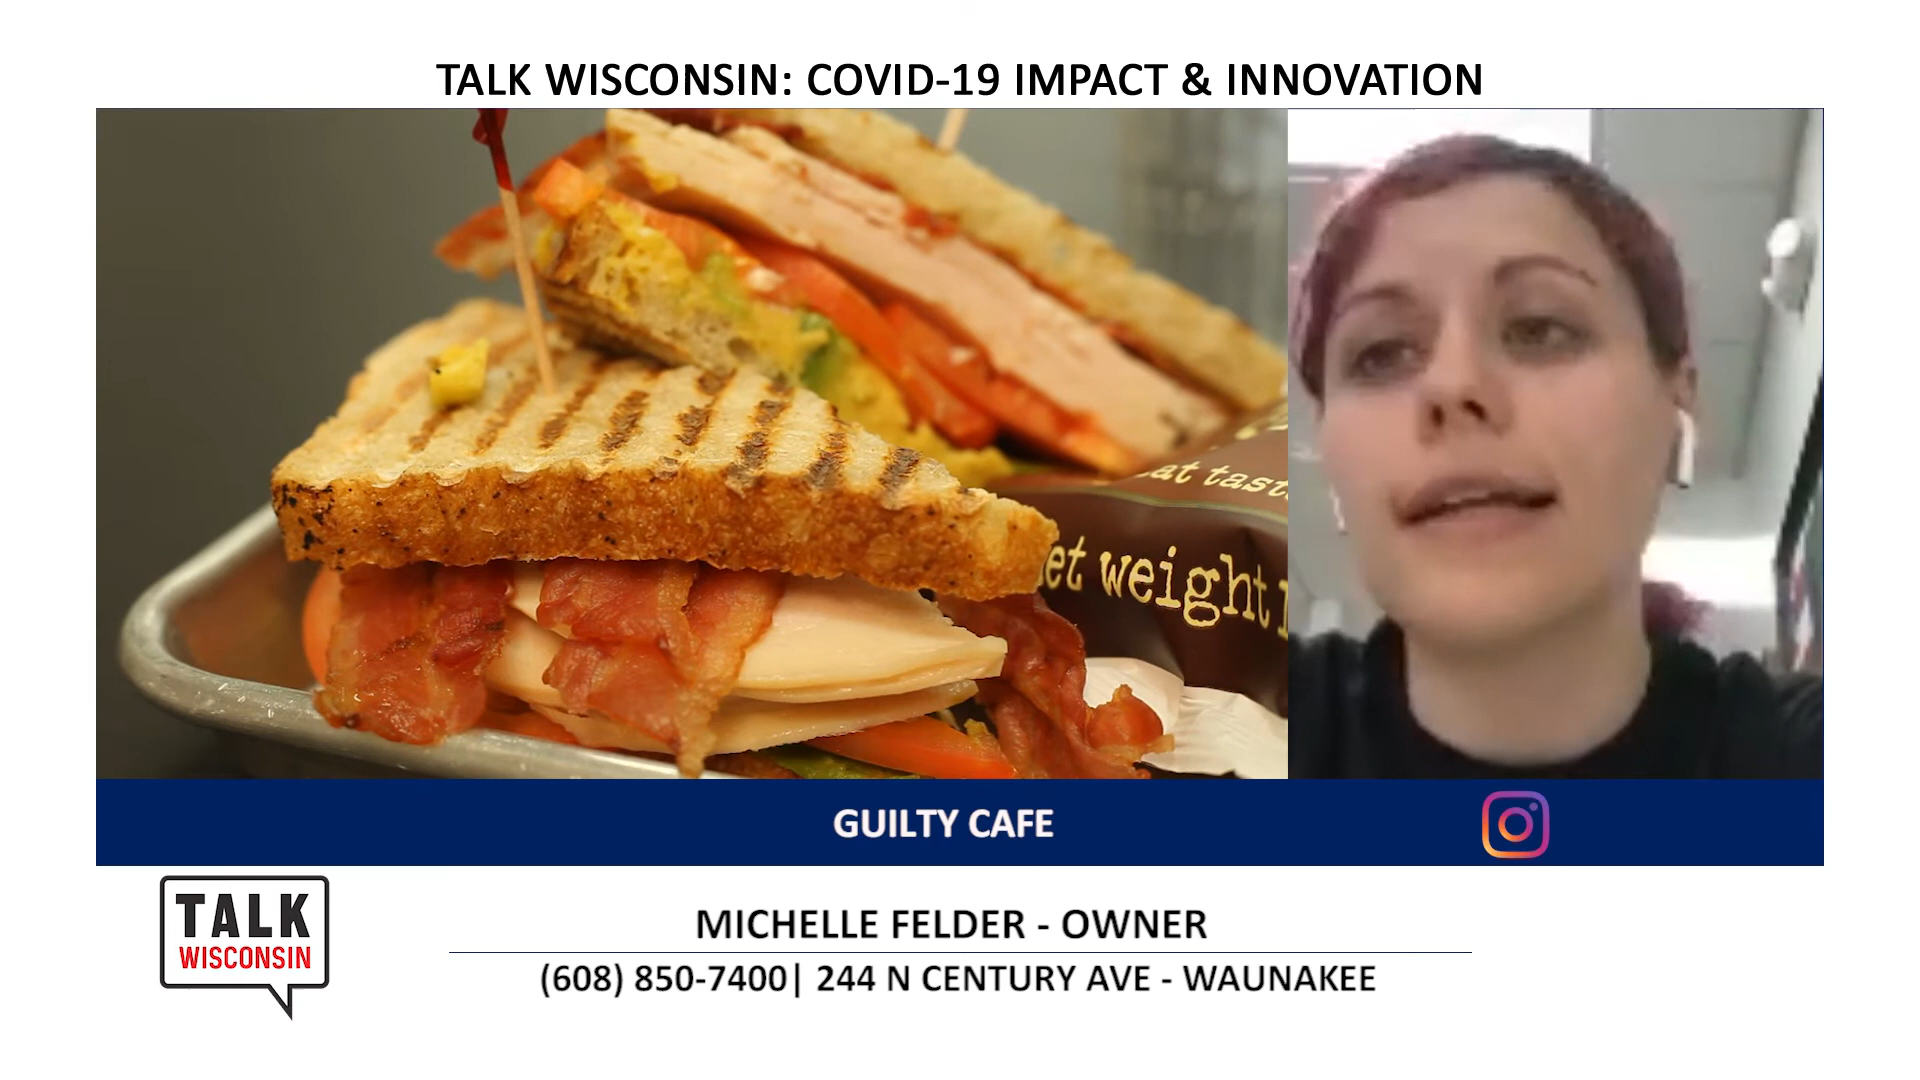 TALK WISCONSIN: COVID-19 IMPACT & INNOVATION
weight
GUILTY CAFE
TALK
WISCONSIN
MICHELLE FELDER - OWNER
(608) 850-7400| 244 N CENTURY AVE - WAUNAKEE